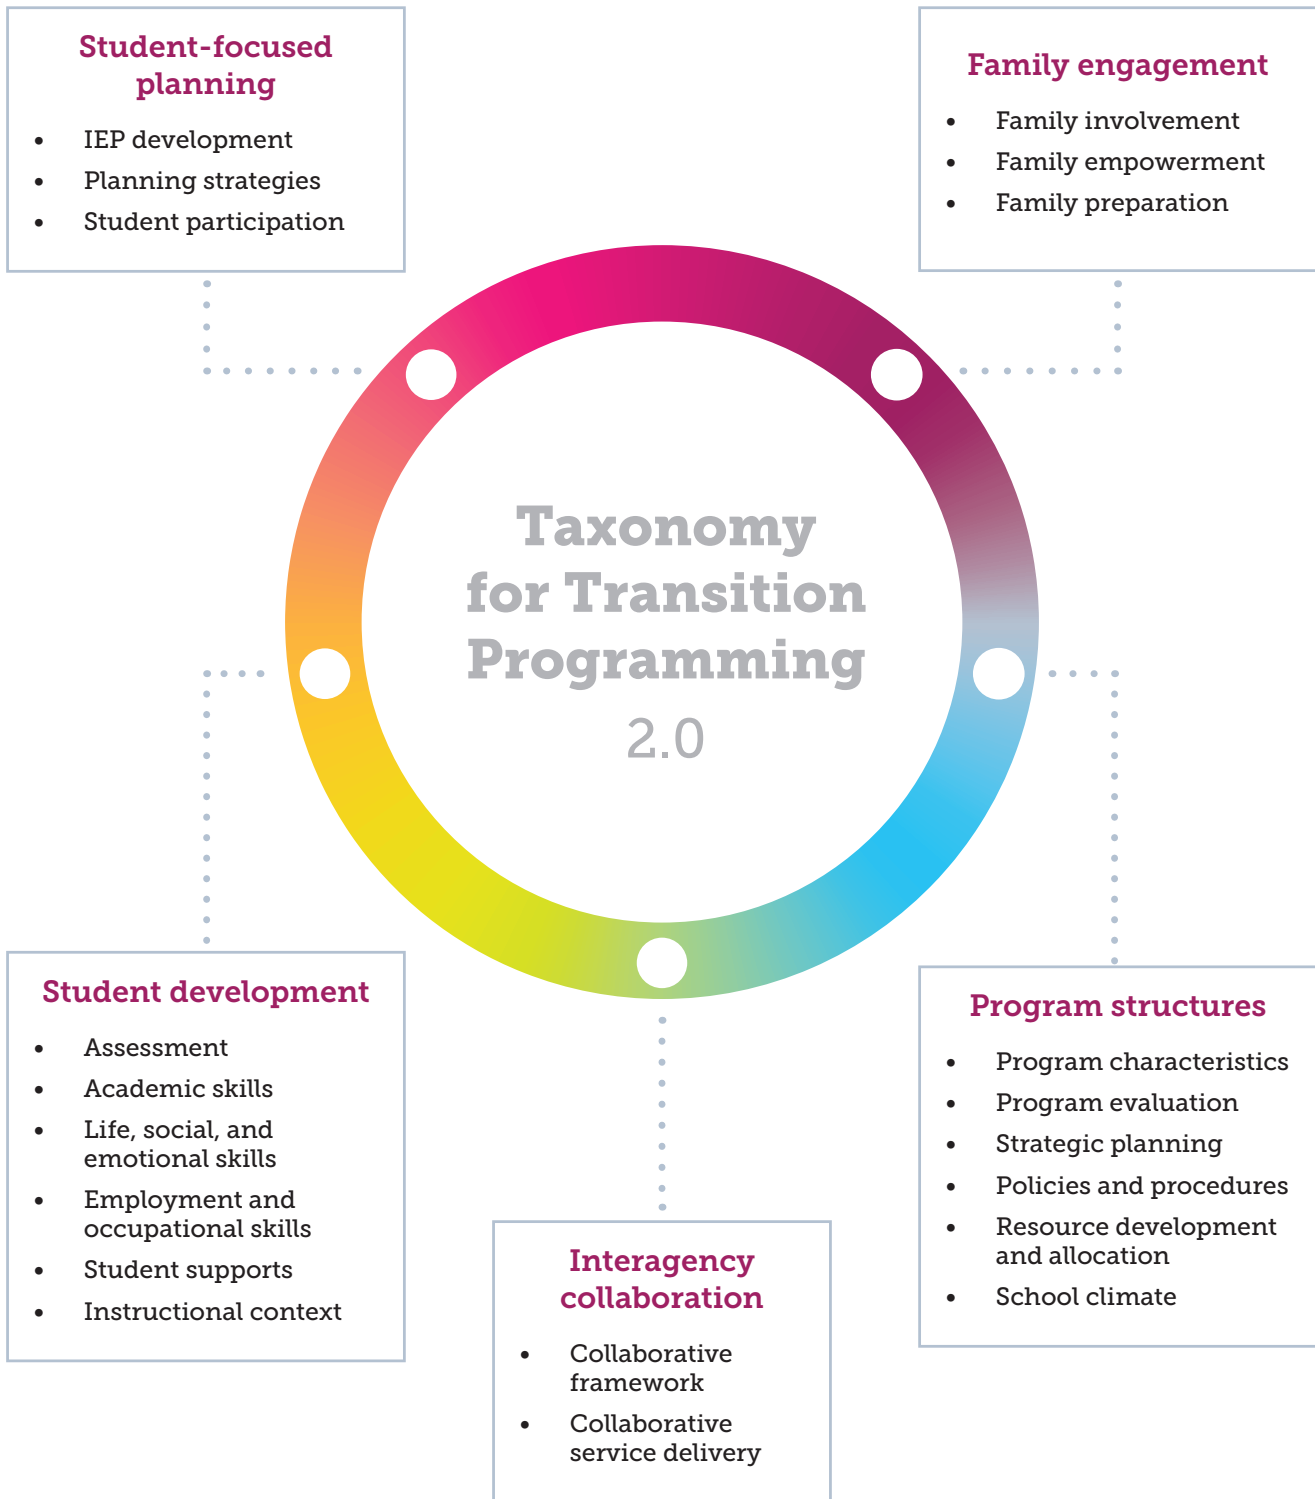 Student-focused
planning
• IEP development
• Planning strategies
• Student participation
Family engagement
• Family involvement
• Family empowerment
• Family preparation
Taxonomy
for Transition
Programming
2.0
Student development
• Assessment
• Academic skills
• Life, social, and
emotional skills
• Employment and
occupational skills
• Student supports
• Instructional context
Interagency
collaboration
• Collaborative
framework
• Collaborative
service delivery
Program structures
• Program characteristics
• Program evaluation
• Strategic planning
• Policies and procedures
• Resource development
and allocation
• School climate